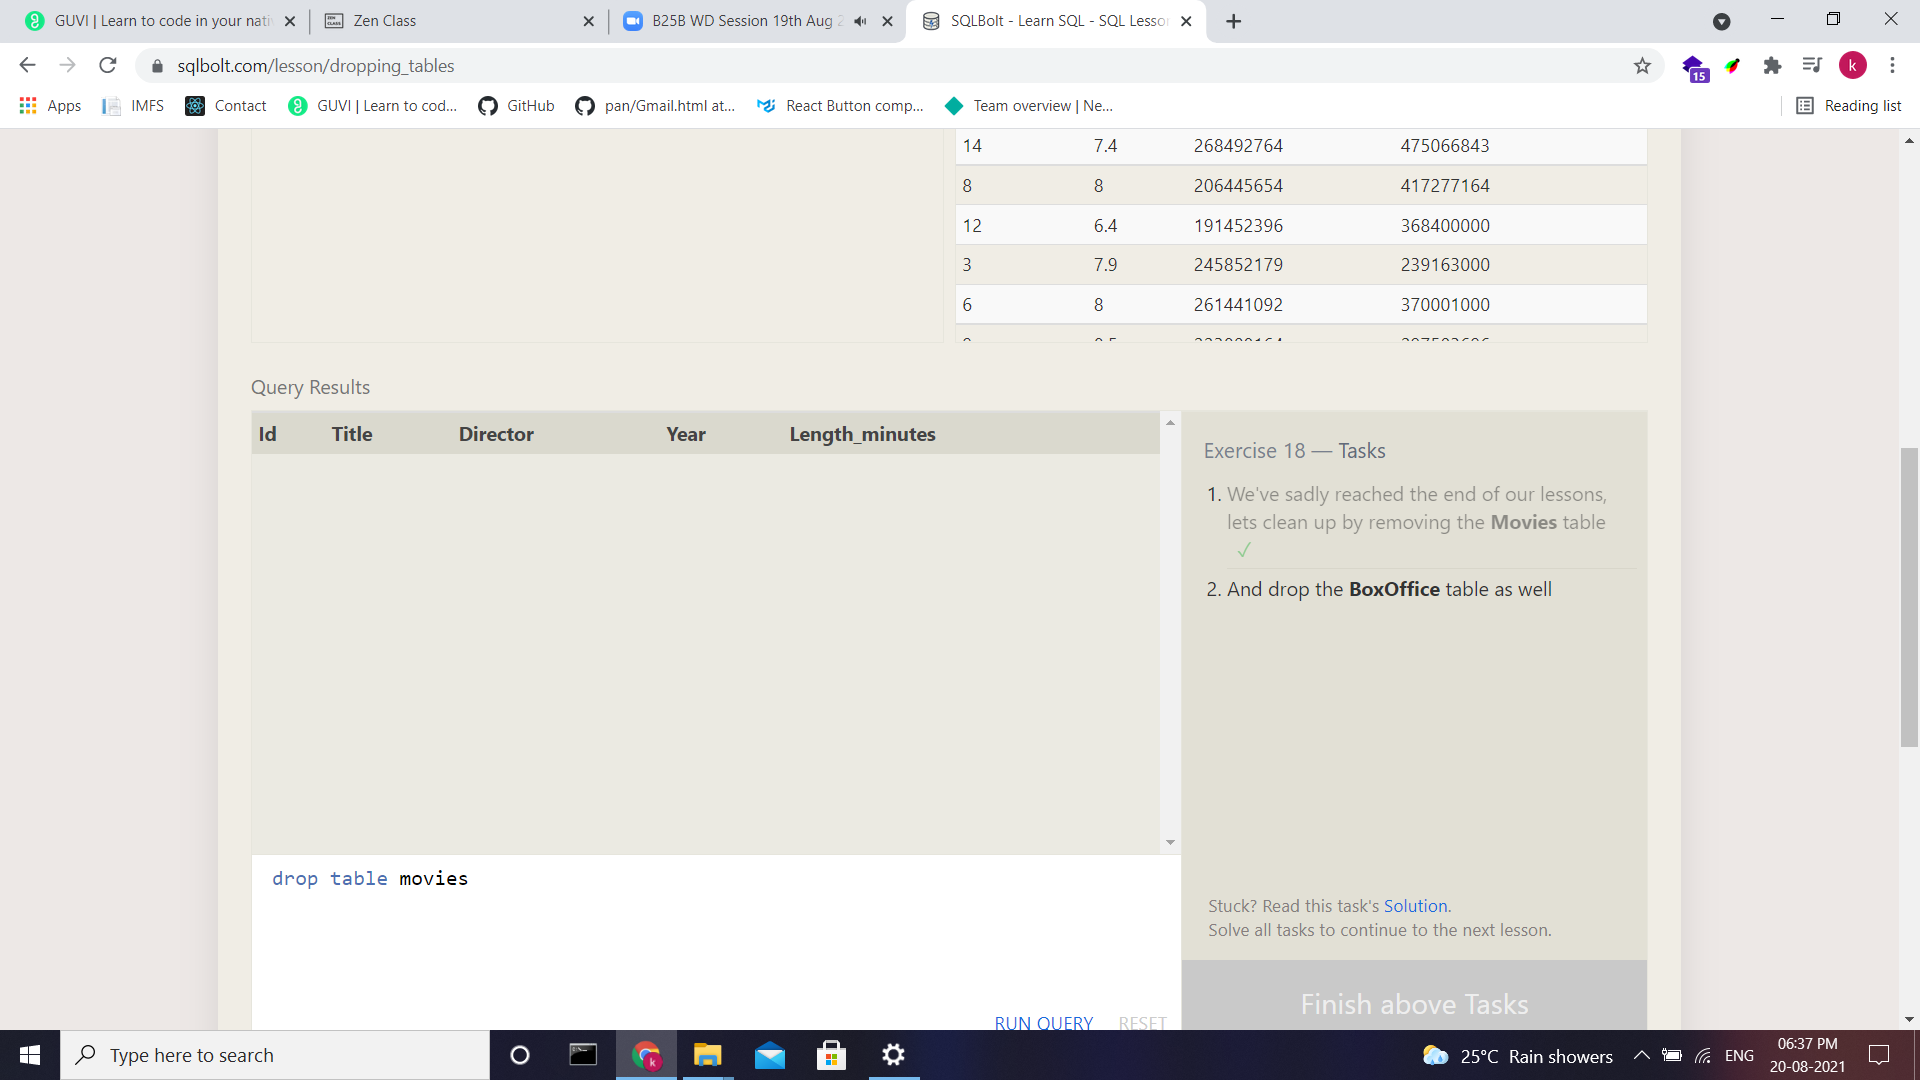 GUVI | Learn to code in your nati
Zen Class
B25B WD Session 19th Aug 2
SQLBolt - Learn SQL - SQL Lesso
sqlbolt.com/lesson/dropping_tables
15
k
Apps
IMFS
Contact
GUVI | Learn to cod...
GitHub
pan/Gmail.html at...
React Button comp...
Team overview | Ne...
Reading list
14 7.4 268492764 475066843
8 8 206445654 417277164
12 6.4 191452396 368400000
3 7.9 245852179 239163000
6 8 261441092 370001000
Query Results
Id Title Director Year Length_minutes
Exercise 18 — Tasks
1. We've sadly reached the end of our lessons,
lets clean up by removing the Movies table
✓
2. And drop the BoxOffice table as well
drop table movies
Stuck? Read this task's Solution.
Solve all tasks to continue to the next lesson.
RUN QUERY RESET
Finish above Tasks
Type here to search
k
25°C Rain showers
ENG
06:37 PM
20-08-2021